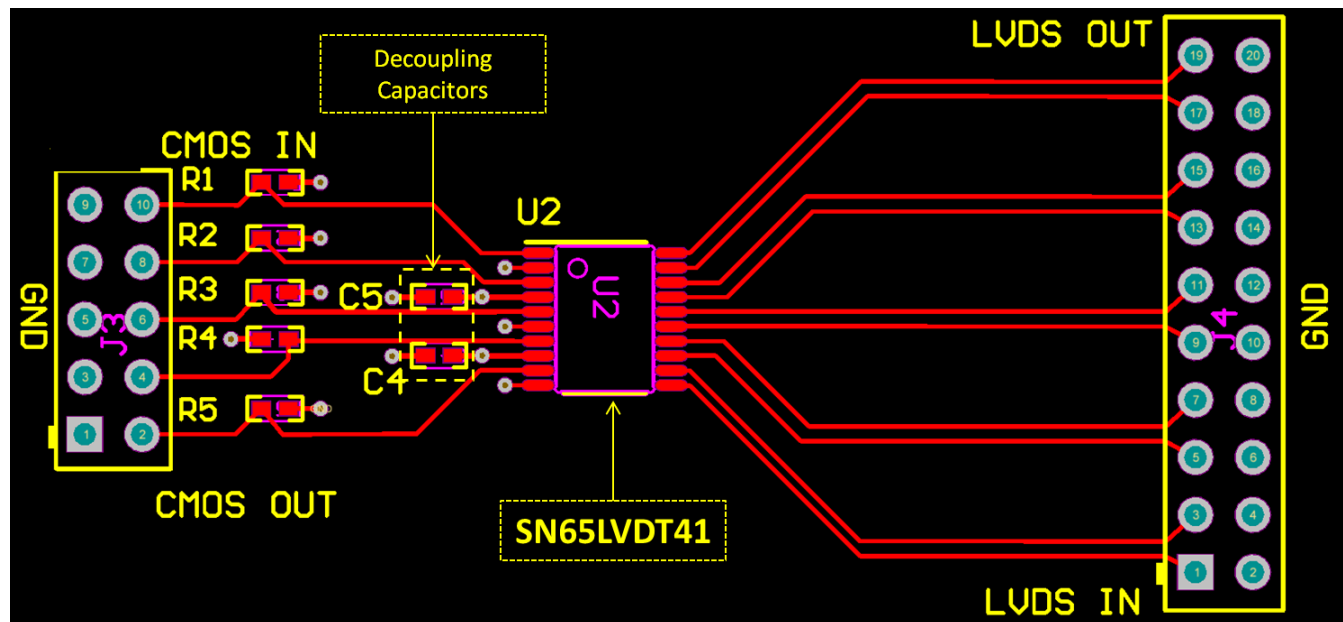 LVDS OUT
Decoupling
Capacitors
19 20
17 18
CMOS IN
R1
15 16
9 10
U2
R2
13 14
7 8
R3
C5
U2
11 12
GND
J3
5 6
J4
GND
R4
9 10
3 4
C4
R5
GND
7 8
1 2
5 6
CMOS OUT
3 4
SN65LVDT41
1 2
LVDS IN